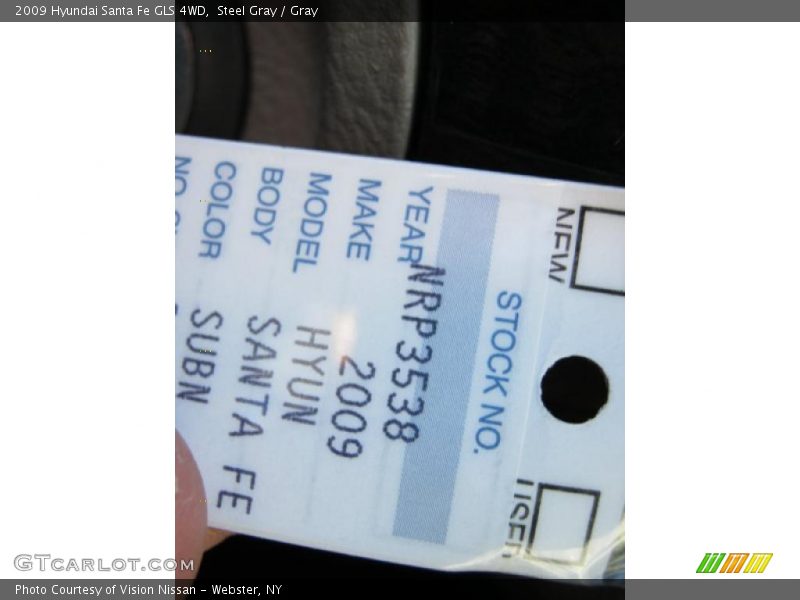 2009 Hyundai Santa Fe GLS 4WD,  Steel Gray / Gray
NEW
USED
STOCK NO.
NRP3538
YEAR 2009
MAKE HYUN
MODEL SANTA FE
BODY SUBN
COLOR
GTCARLOT.COM
Photo Courtesy of Vision Nissan - Webster, NY